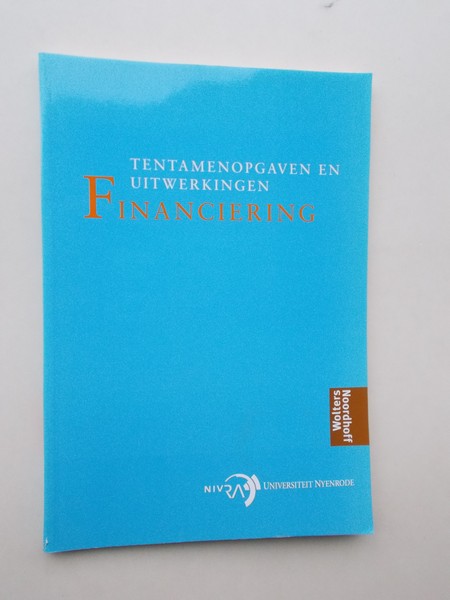 TENTAMENOPGAVEN EN
UITWERKINGEN
FINANCIERING
Wolters
Noordhoff
NIVRA
UNIVERSITEIT NYENRODE